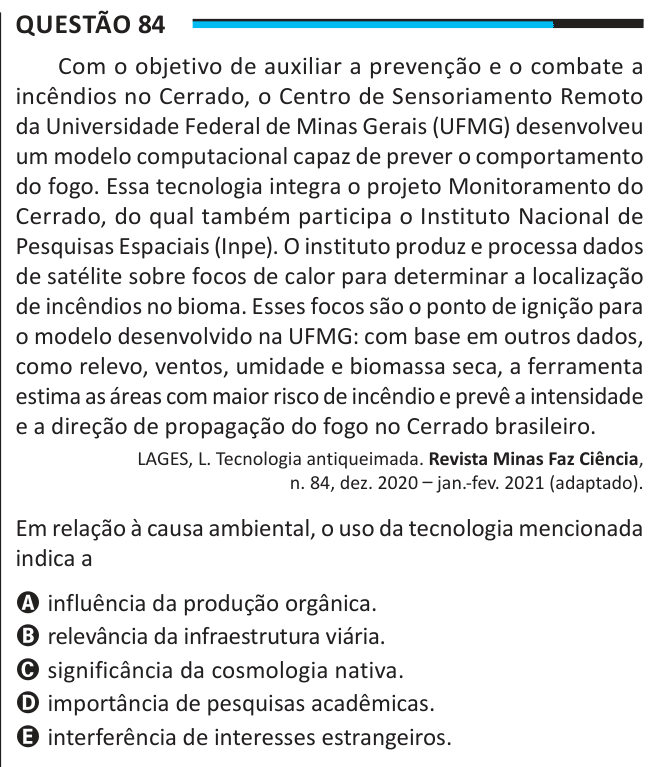 QUESTÃO 84
Com o objetivo de auxiliar a prevenção e o combate a
incêndios no Cerrado, o Centro de Sensoriamento Remoto
da Universidade Federal de Minas Gerais (UFMG) desenvolveu
um modelo computacional capaz de prever o comportamento
do fogo. Essa tecnologia integra o projeto Monitoramento do
Cerrado, do qual também participa o Instituto Nacional de
Pesquisas Espaciais (Inpe). O instituto produz e processa dados
de satélite sobre focos de calor para determinar a localização
de incêndios no bioma. Esses focos são o ponto de ignição para
o modelo desenvolvido na UFMG: com base em outros dados,
como relevo, ventos, umidade e biomassa seca, a ferramenta
estima as áreas com maior risco de incêndio e prevê a intensidade
e a direção de propagação do fogo no Cerrado brasileiro.
LAGES, L. Tecnologia antiqueimada. Revista Minas Faz Ciência,
n. 84, dez. 2020 – jan.-fev. 2021 (adaptado).
Em relação à causa ambiental, o uso da tecnologia mencionada
indica a
A influência da produção orgânica.
B relevância da infraestrutura viária.
C significância da cosmologia nativa.
D importância de pesquisas acadêmicas.
E interferência de interesses estrangeiros.